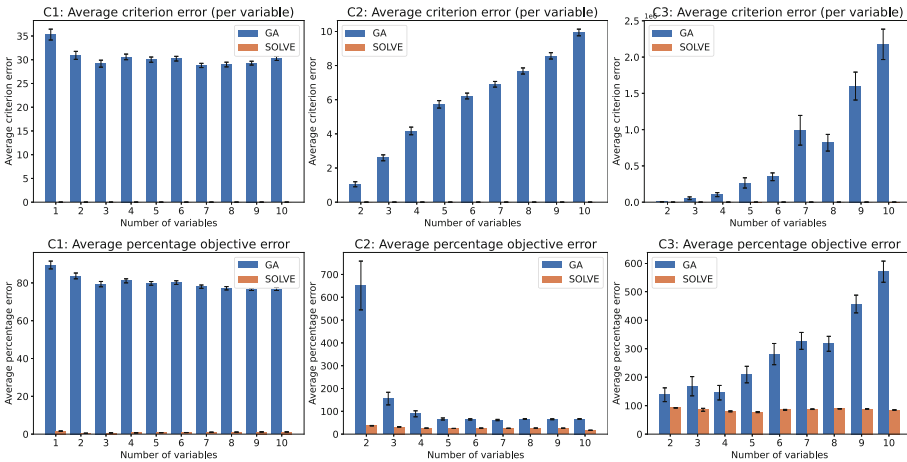 C1: Average criterion error (per variable)
Average criterion error
35
30
25
20
15
10
5
0
GA
SOLVE
1 2 3 4 5 6 7 8 9 10
Number of variables
C2: Average criterion error (per variable)
Average criterion error
10
8
6
4
2
0
GA
SOLVE
2 3 4 5 6 7 8 9 10
Number of variables
C3: Average criterion error (per variable)
Average criterion error
2.5
2.0
1.5
1.0
0.5
0.0
GA
SOLVE
2 3 4 5 6 7 8 9 10
Number of variables
C1: Average percentage objective error
Average percentage error
80
60
40
20
0
GA
SOLVE
1 2 3 4 5 6 7 8 9 10
Number of variables
C2: Average percentage objective error
Average percentage error
700
600
500
400
300
200
100
0
GA
SOLVE
2 3 4 5 6 7 8 9 10
Number of variables
C3: Average percentage objective error
Average percentage error
600
500
400
300
200
100
0
GA
SOLVE
2 3 4 5 6 7 8 9 10
Number of variables